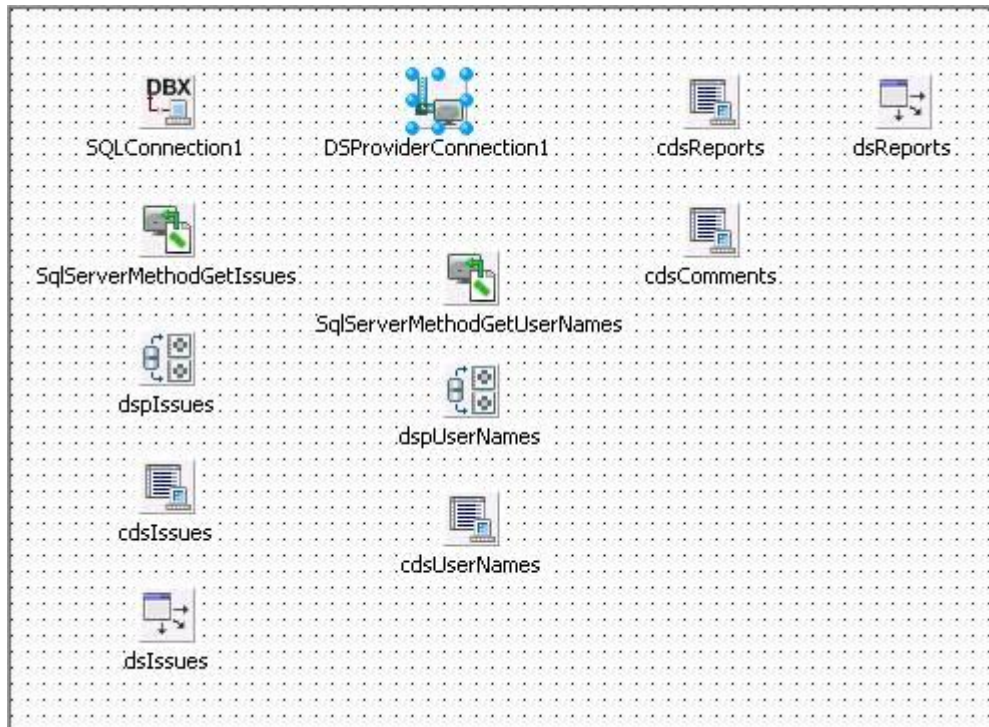 DBX
SQLConnection1
DSProviderConnection1
cdsReports
dsReports
SqlServerMethodGetIssues
SqlServerMethodGetUserNames
cdsComments
dspIssues
dspUserNames
cdsIssues
cdsUserNames
dsIssues